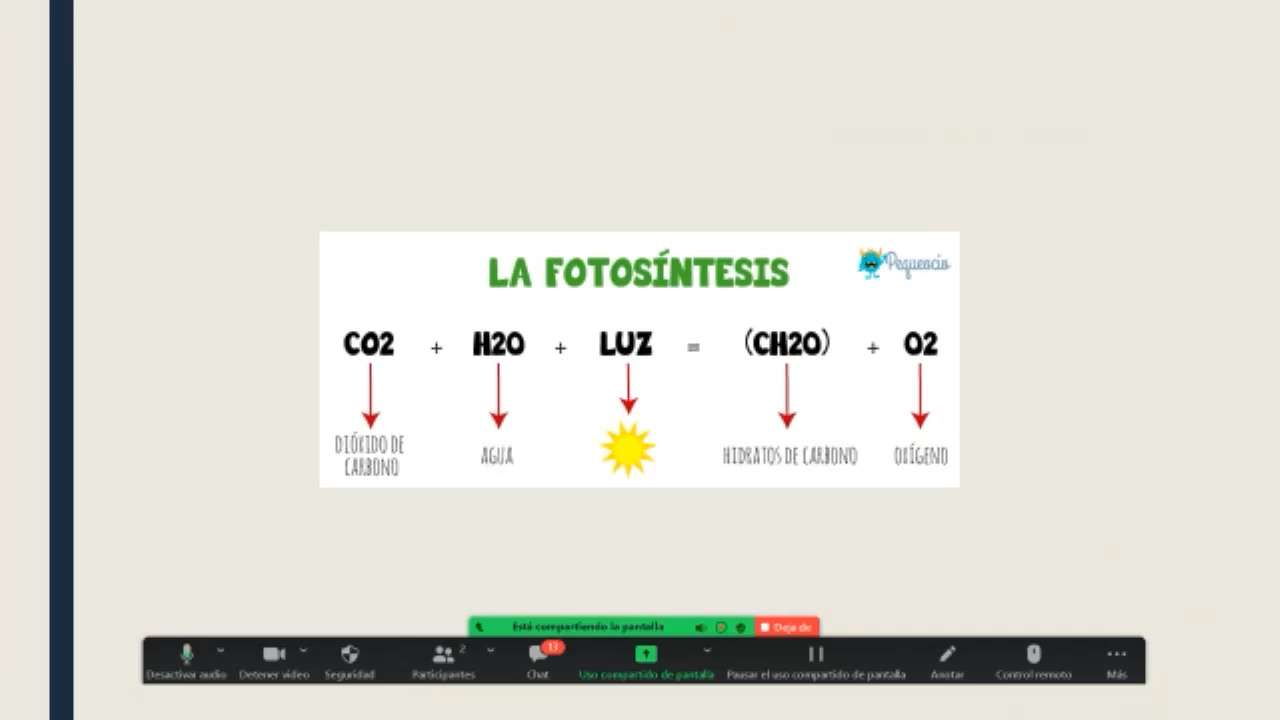 LA FOTOSÍNTESIS
Pequeocio
CO2 + H2O + LUZ = (CH2O) + O2
DIÓXIDO DE
CARBONO
AGUA
HIDRATOS DE CARBONO
OXÍGENO
Está compartiendo la pantalla
Deja de
Desactivar audio
Detener video
Seguridad
2
Participantes
13
Chat
Uso compartido de pantalla
Pausar el uso compartido de pantalla
Anotar
Control remoto
Más